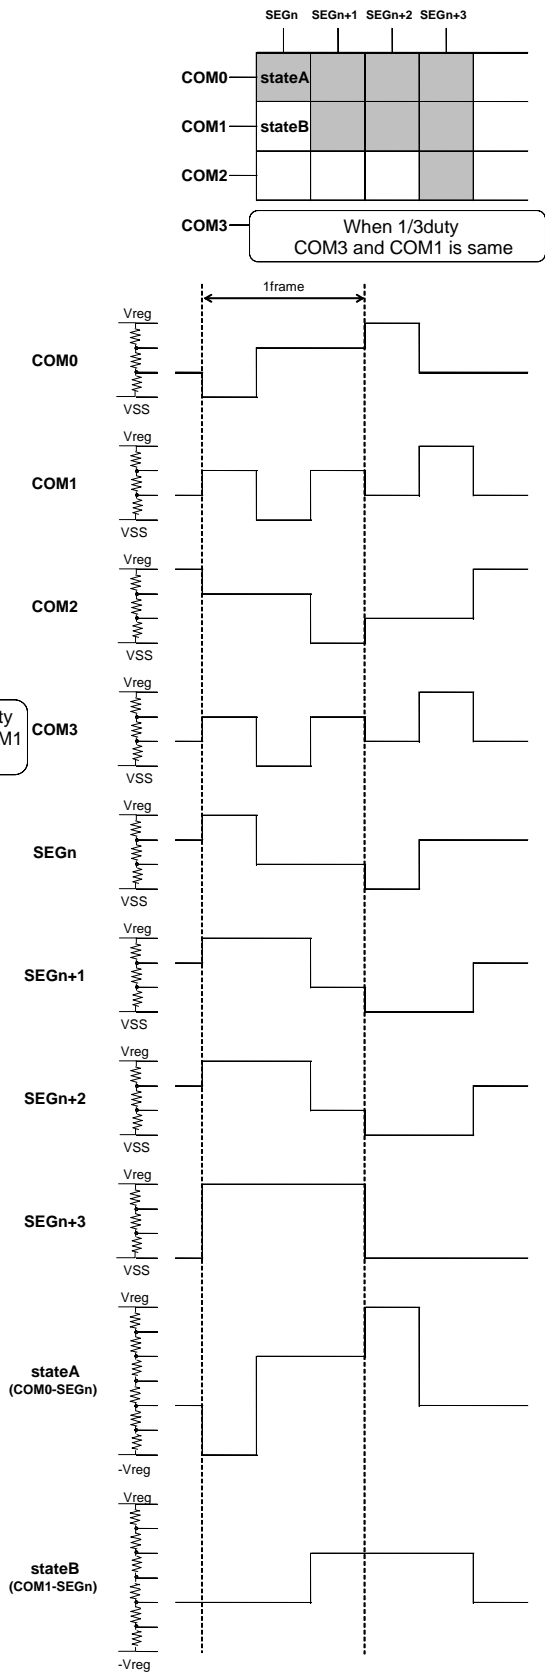 SEGn SEGn+1 SEGn+2 SEGn+3
COM0 stateA
COM1 stateB
COM2
COM3 When 1/3duty
COM3 and COM1 is same
1frame
Vreg
COM0
VSS
Vreg
COM1
VSS
Vreg
COM2
VSS
Vreg
ty
COM3
M1
VSS
Vreg
SEGn
VSS
Vreg
SEGn+1
VSS
Vreg
SEGn+2
VSS
Vreg
SEGn+3
VSS
Vreg
stateA
(COM0-SEGn)
-Vreg
Vreg
stateB
(COM1-SEGn)
-Vreg